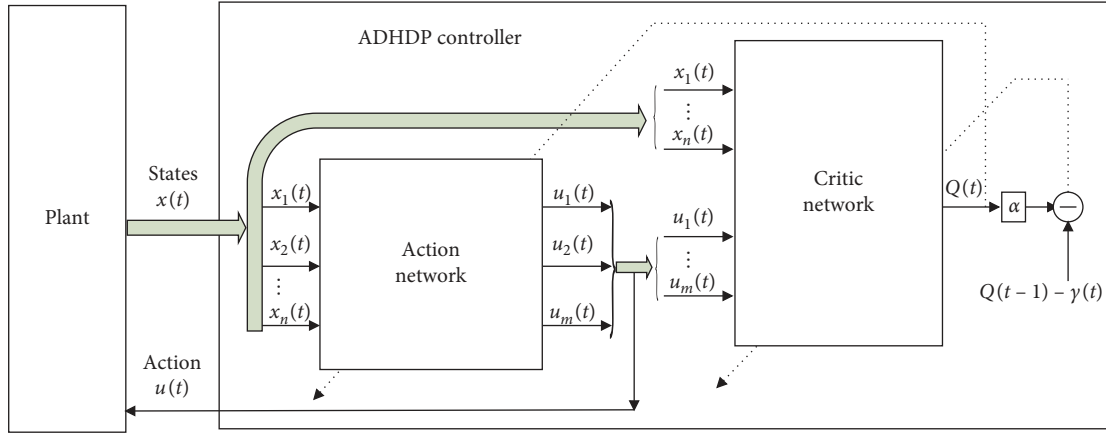 ADHDP controller
Plant
States
x(t)
Action
u(t)
x₁(t)
x₂(t)
⋮
xₙ(t)
Action
network
u₁(t)
u₂(t)
uₘ(t)
x₁(t)
⋮
xₙ(t)
u₁(t)
⋮
uₘ(t)
Critic
network
Q(t)
α
−
Q(t − 1) − γ(t)